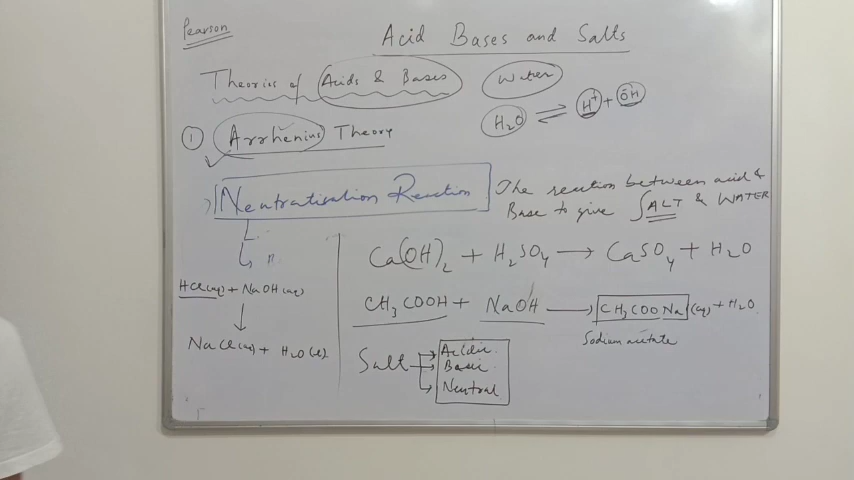 Pearson
Acid Bases and Salts
Theories of Acids & Bases
Water
H₂O ⇌ H⁺ + OH⁻
① Arrhenius Theory
Neutralisation Reaction
The reaction between acid &
Base to give SALT & WATER
Ca(OH)₂ + H₂SO₄ → CaSO₄ + H₂O
HCl(aq) + NaOH(aq)
↓
NaCl(aq) + H₂O(l)
CH₃COOH + NaOH → CH₃COONa(aq) + H₂O
Sodium acetate
Salt → Acidic
→ Basic
→ Neutral